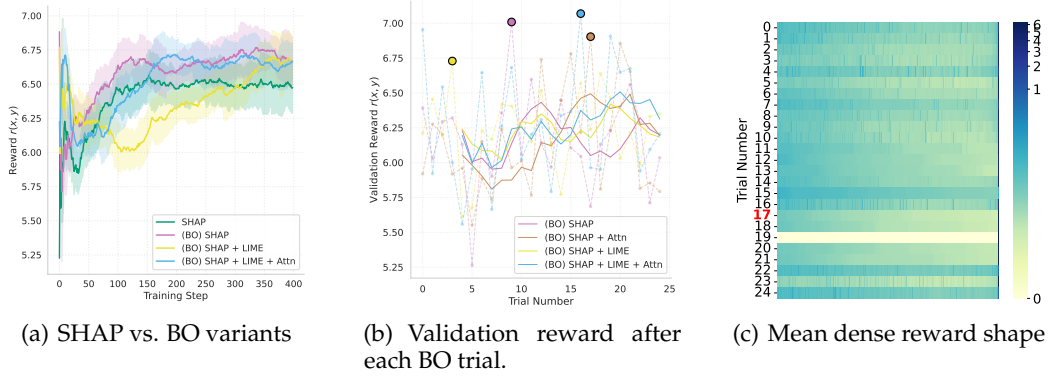 7.00
6.75
6.50
6.25
6.00
5.75
5.50
5.25
Reward r(x, y)
0 50 100 150 200 250 300 350 400
Training Step
SHAP
(BO) SHAP
(BO) SHAP + LIME
(BO) SHAP + LIME + Attn
(a) SHAP vs. BO variants
7.00
6.75
6.50
6.25
6.00
5.75
5.50
5.25
Validation Reward r(x, y)
0 5 10 15 20 25
Trial Number
(BO) SHAP
(BO) SHAP + Attn
(BO) SHAP + LIME
(BO) SHAP + LIME + Attn
(b) Validation reward after
each BO trial.
Trial Number
0
1
2
3
4
5
6
7
8
9
10
11
12
13
14
15
16
17
18
19
20
21
22
23
24
6
5
4
3
2
1
0
(c) Mean dense reward shape